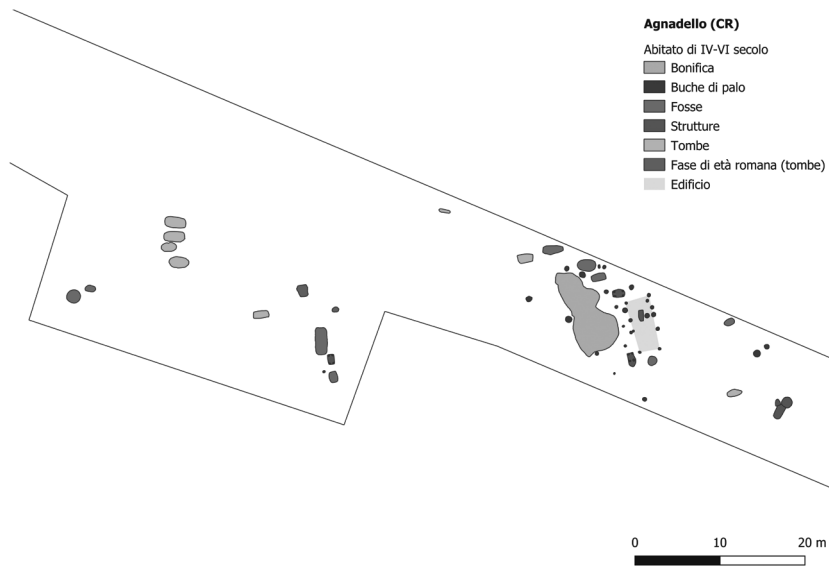 Agnadello (CR)
Abitato di IV-VI secolo
Bonifica
Buche di palo
Fosse
Strutture
Tombe
Fase di età romana (tombe)
Edificio
0 10 20 m